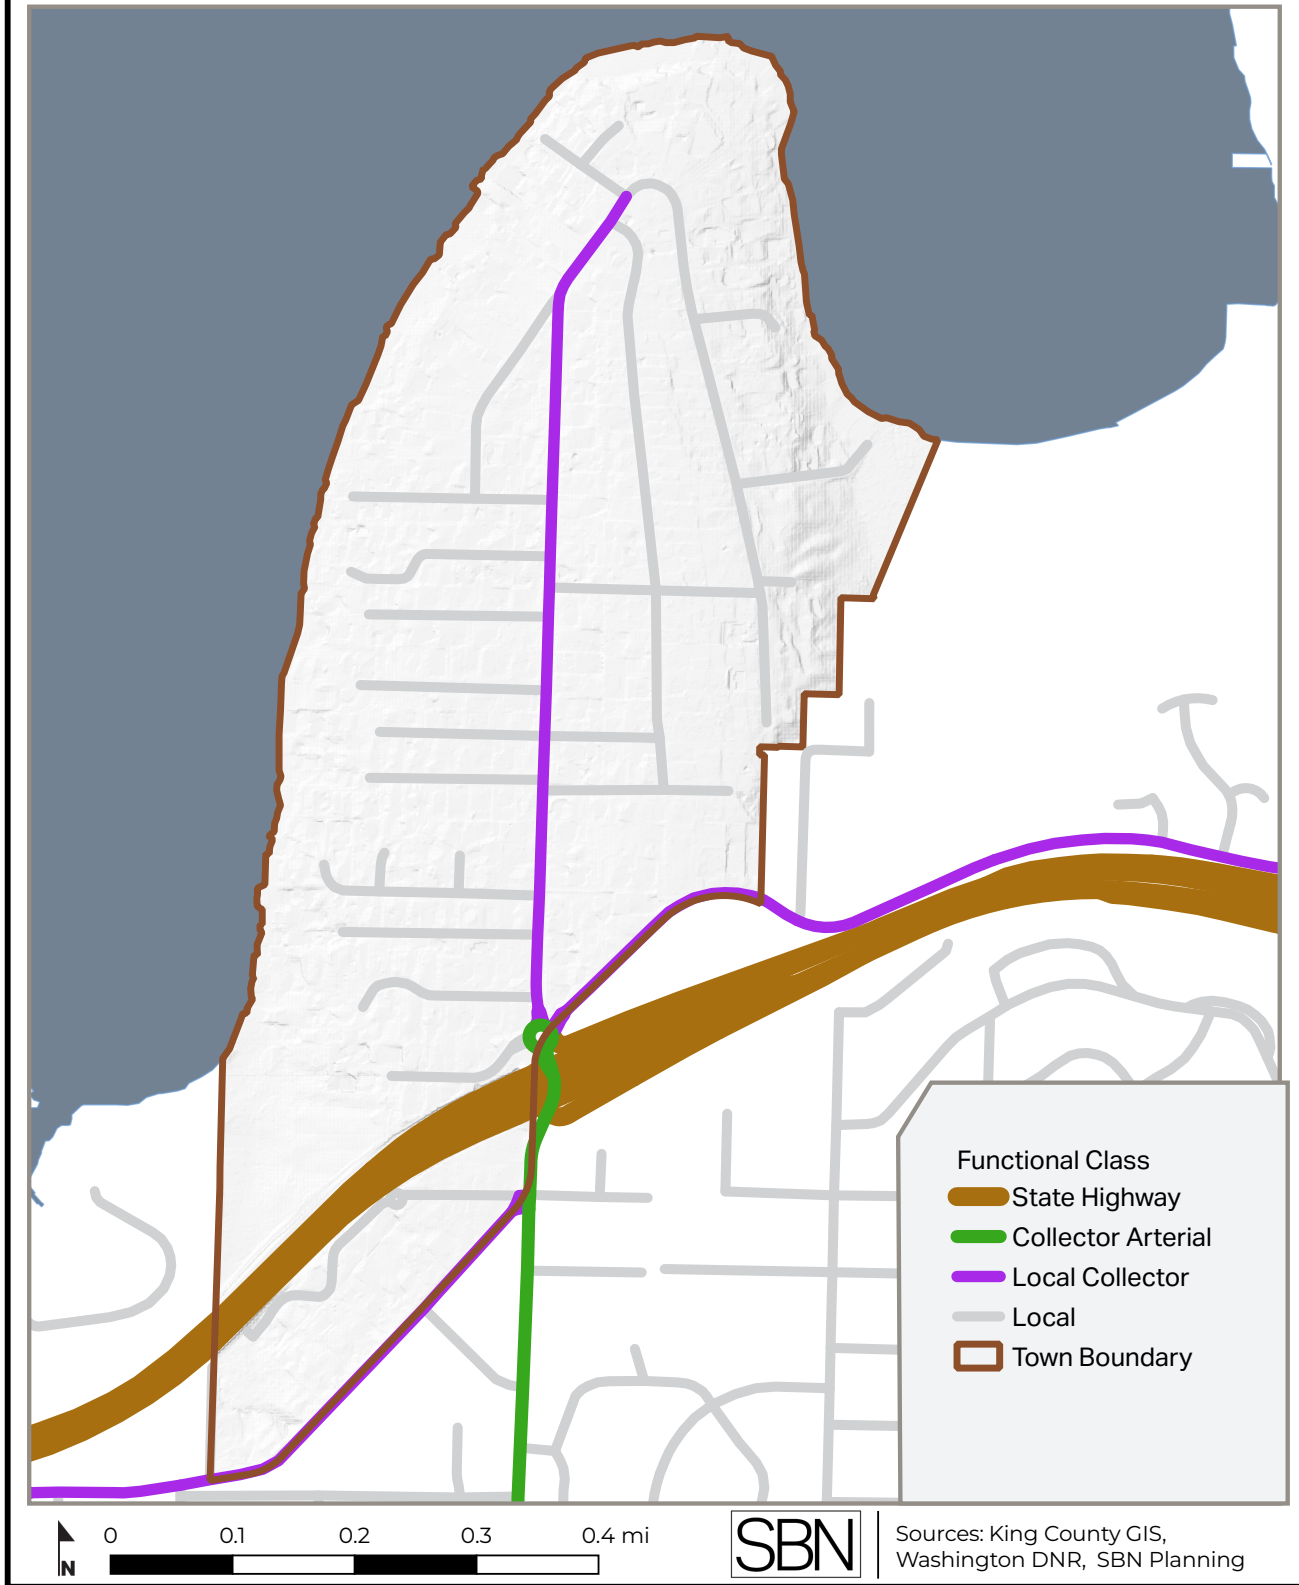 Functional Class
State Highway
Collector Arterial
Local Collector
Local
Town Boundary
N
0 0.1 0.2 0.3 0.4 mi
SBN
Sources: King County GIS,
Washington DNR, SBN Planning